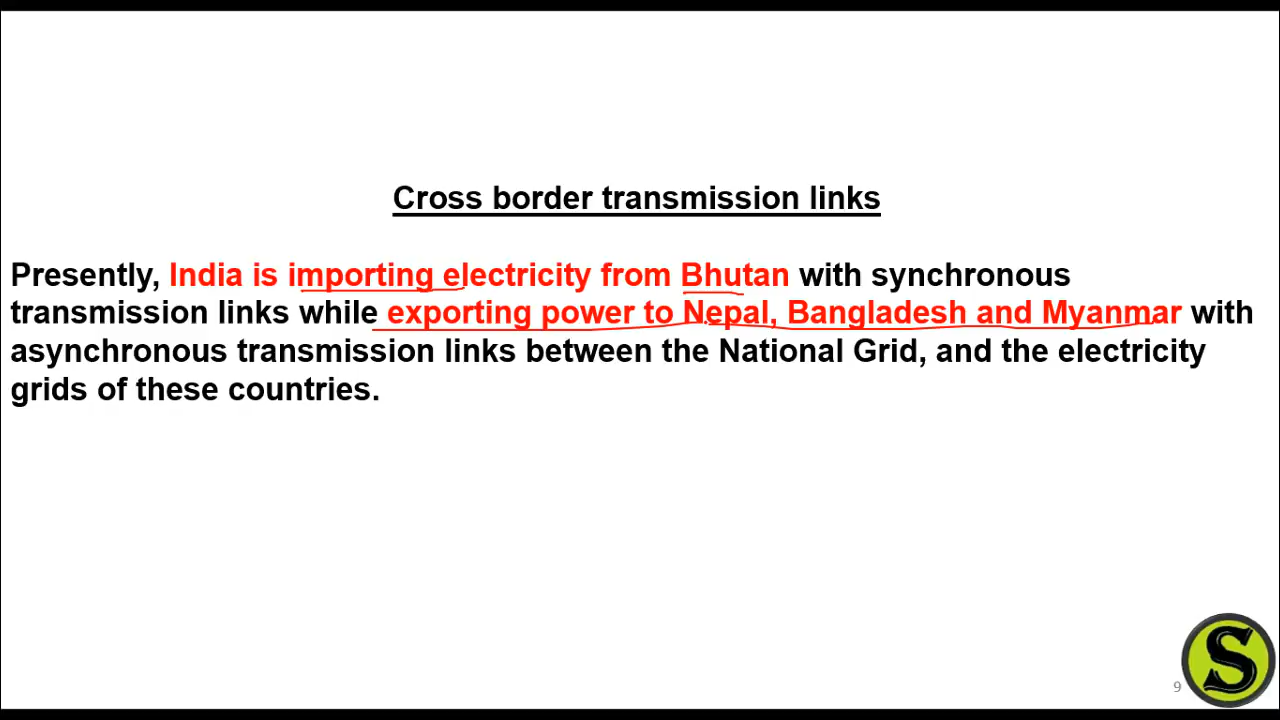 Cross border transmission links
Presently, India is importing electricity from Bhutan with synchronous
transmission links while exporting power to Nepal, Bangladesh and Myanmar with
asynchronous transmission links between the National Grid, and the electricity
grids of these countries.
9
S